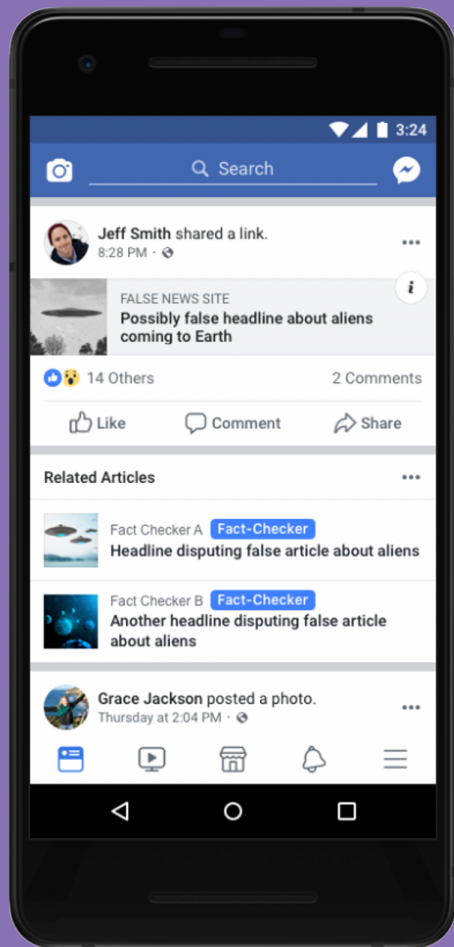 3:24
Search
Jeff Smith shared a link.
8:28 PM ·
FALSE NEWS SITE
i
Possibly false headline about aliens
coming to Earth
14 Others 2 Comments
Like Comment Share
Related Articles
Fact Checker A Fact-Checker
Headline disputing false article about aliens
Fact Checker B Fact-Checker
Another headline disputing false article
about aliens
Grace Jackson posted a photo.
Thursday at 2:04 PM ·